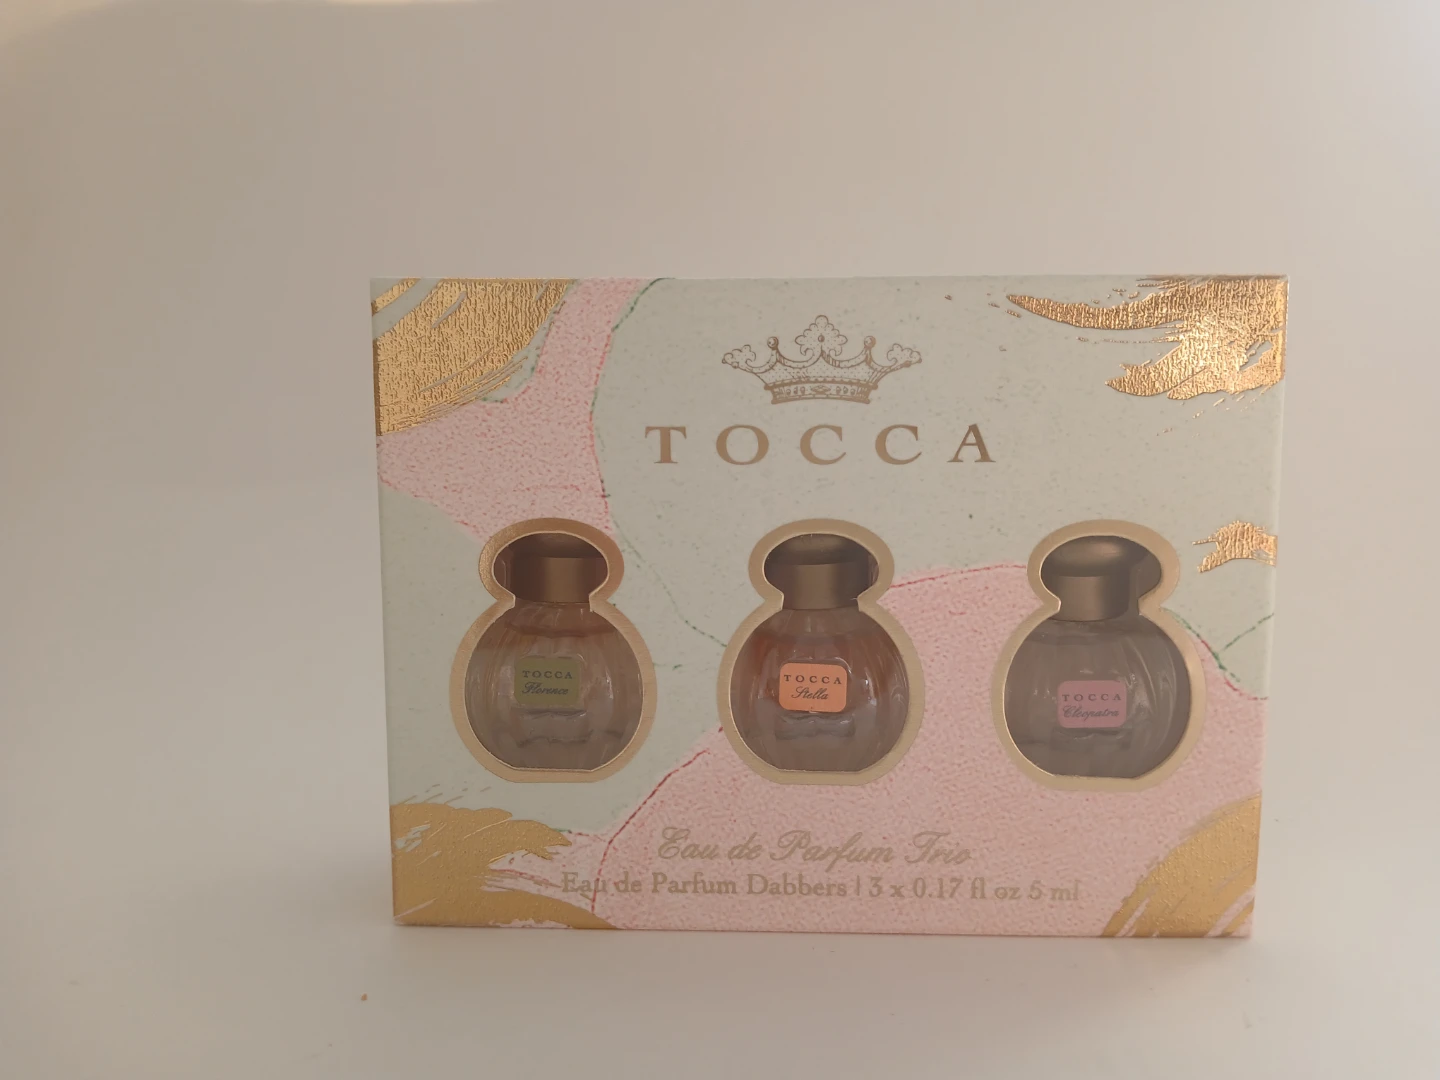 TOCCA
TOCCA
Florence
TOCCA
Stella
TOCCA
Cleopatra
Eau de Parfum Trio
Eau de Parfum Dabbers | 3 x 0.17 fl oz 5 ml